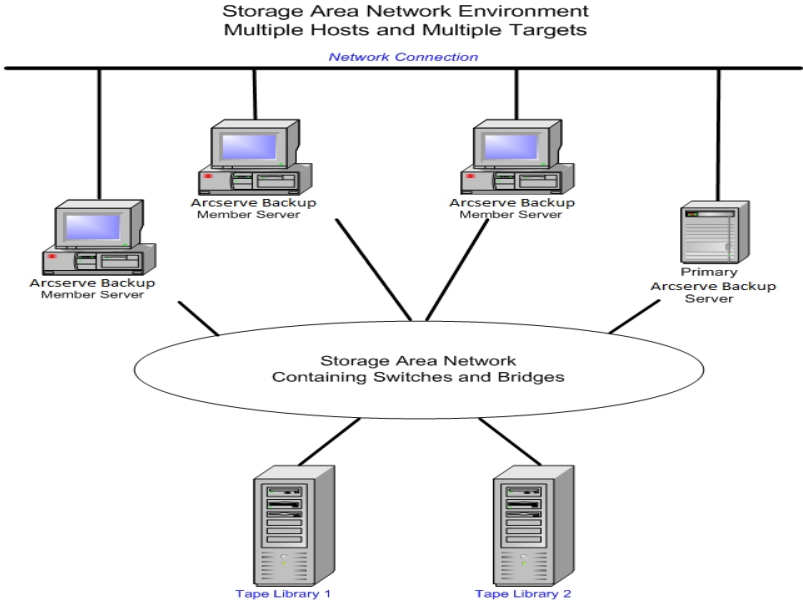 Storage Area Network Environment
Multiple Hosts and Multiple Targets
Network Connection
Arcserve Backup
Member Server
Arcserve Backup
Member Server
Arcserve Backup
Member Server
Primary
Arcserve Backup
Server
Storage Area Network
Containing Switches and Bridges
Tape Library 1
Tape Library 2